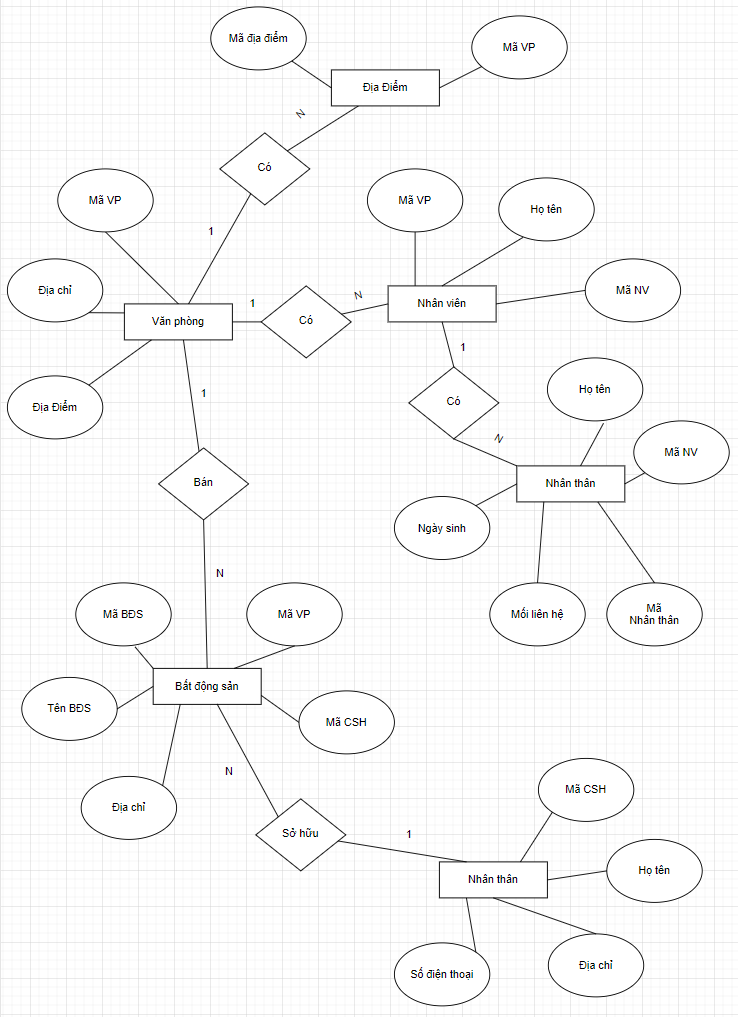 Mã địa điểm
Mã VP
Địa Điểm
N
Có
Mã VP
Mã VP
Họ tên
1
Địa chỉ
Mã NV
N
1
Nhân viên
Văn phòng
Có
1
Họ tên
1
Có
Địa Điểm
N
Mã NV
Bán
Nhân thân
Ngày sinh
N
Mã BĐS
Mã VP
Mối liên hệ
Mã
Nhân thân
Bất động sản
Tên BĐS
Mã CSH
N
Mã CSH
Địa chỉ
Sở hữu
1
Họ tên
Nhân thân
Địa chỉ
Số điện thoại